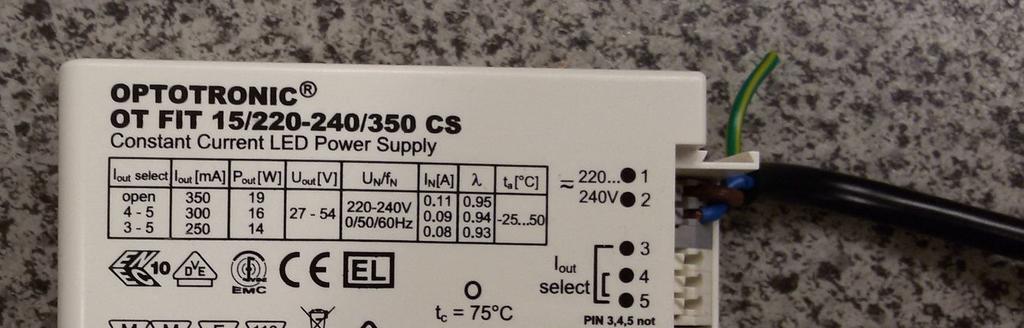 OPTOTRONIC®
OT FIT 15/220-240/350 CS
Constant Current LED Power Supply
Iout select Iout [mA] Pout [W] Uout [V] UN/fN IN[A] λ ta [°C]
open 350 19 27 - 54 220-240V 0/50/60Hz 0.11 0.95 -25...50
4 - 5 300 16 0.09 0.94
3 - 5 250 14 0.08 0.93
≂ 220... 1
240V 2
3
Iout select 4
5
10 DVE EMC CE EL
tc = 75°C
PIN 3,4,5 not
M M F 110